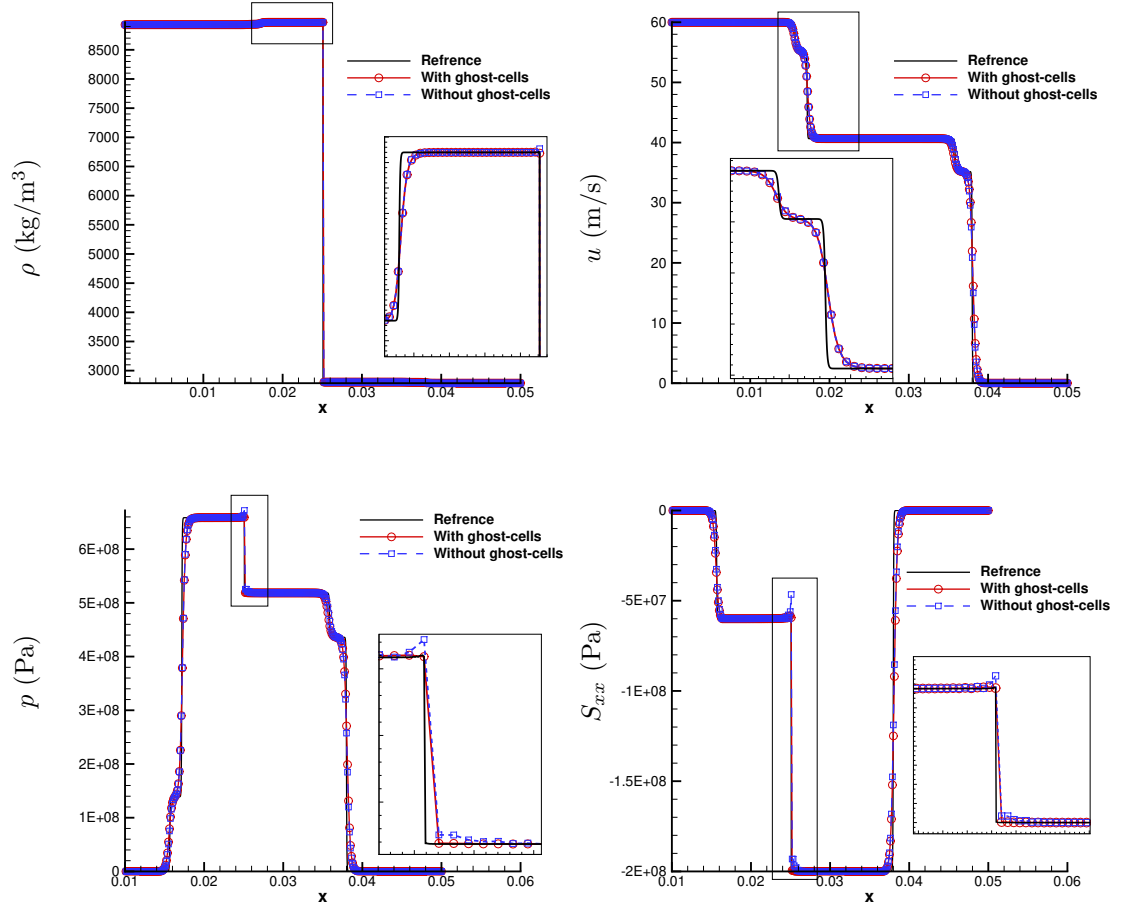 8500
8000
7500
7000
6500
6000
5500
5000
4500
4000
3500
3000
ρ (kg/m³)
0.01 0.02 0.03 0.04 0.05
x
Refrence
With ghost-cells
Without ghost-cells
60
50
40
30
20
10
0
u (m/s)
0.01 0.02 0.03 0.04 0.05
x
Refrence
With ghost-cells
Without ghost-cells
6E+08
5E+08
4E+08
3E+08
2E+08
1E+08
0
p (Pa)
0.01 0.02 0.03 0.04 0.05 0.06
x
Refrence
With ghost-cells
Without ghost-cells
0
-5E+07
-1E+08
-1.5E+08
-2E+08
Sxx (Pa)
0.01 0.02 0.03 0.04 0.05 0.06
x
Refrence
With ghost-cells
Without ghost-cells